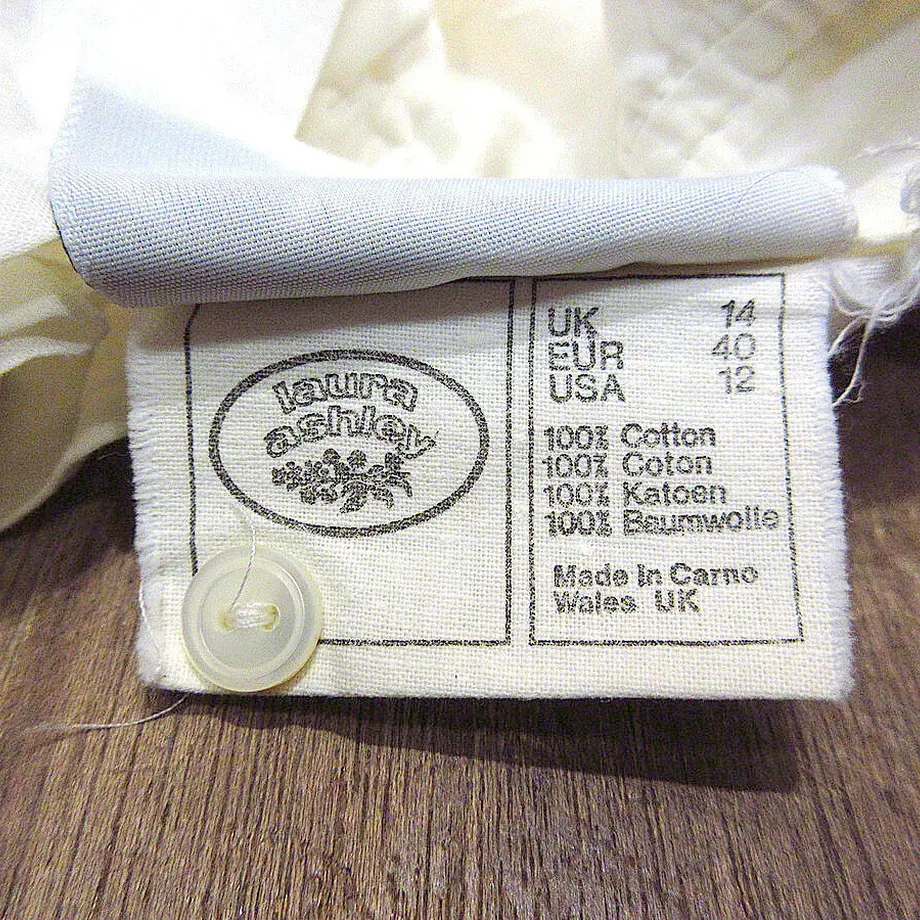 laura
ashley
UK 14
EUR 40
USA 12
100% Cotton
100% Coton
100% Katoen
100% Baumwolle
Made in Carno
Wales UK